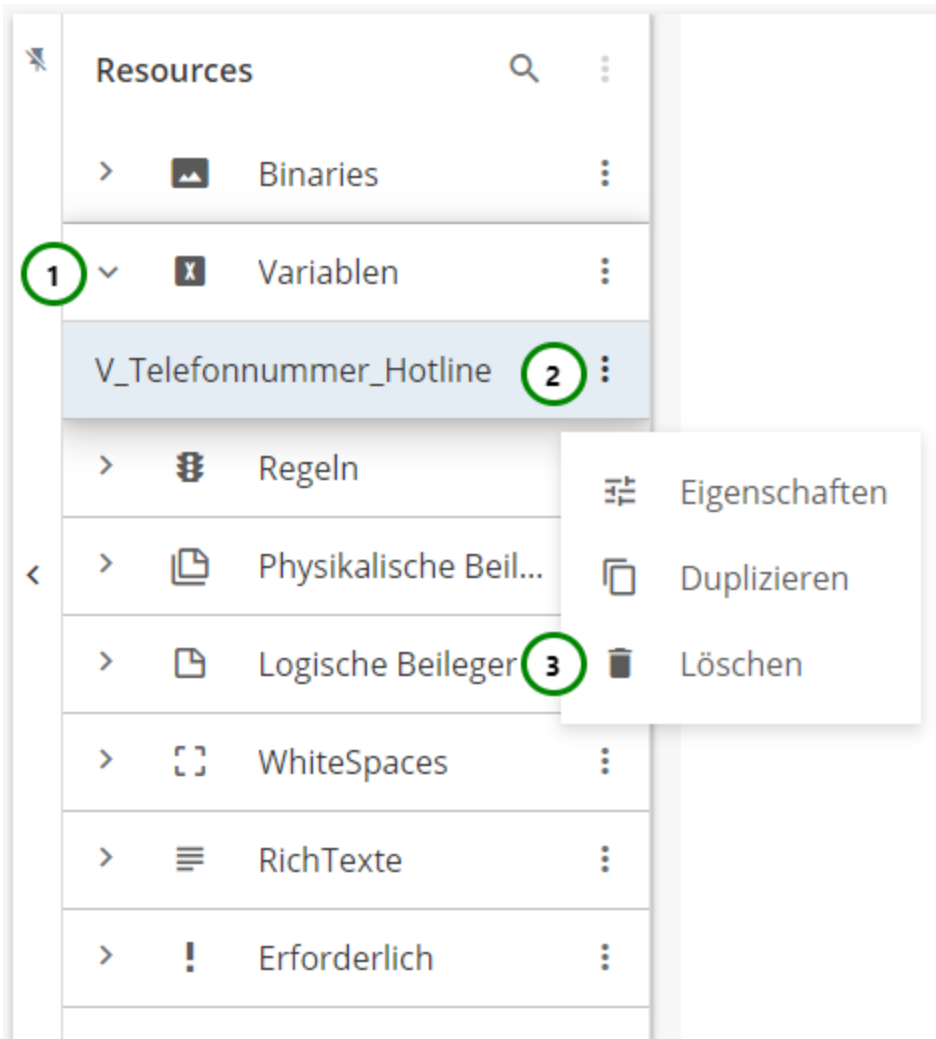 Resources
Binaries
1
Variablen
V_Telefonnummer_Hotline
2
Regeln
Eigenschaften
Physikalische Beil...
Duplizieren
Logische Beileger
3
Löschen
WhiteSpaces
RichTexte
Erforderlich